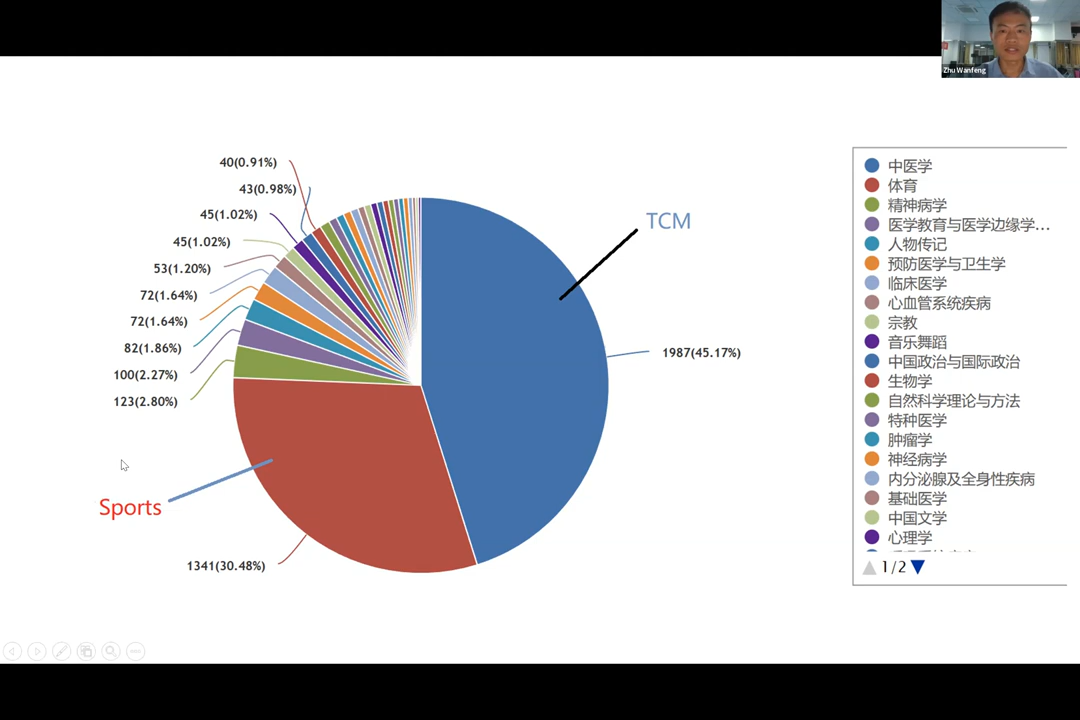 Zhu Wanfeng
40(0.91%)
43(0.98%)
45(1.02%)
45(1.02%)
53(1.20%)
72(1.64%)
72(1.64%)
82(1.86%)
100(2.27%)
123(2.80%)
TCM
1987(45.17%)
Sports
1341(30.48%)
中医学
体育
精神病学
医学教育与医学边缘学…
人物传记
预防医学与卫生学
临床医学
心血管系统疾病
宗教
音乐舞蹈
中国政治与国际政治
生物学
自然科学理论与方法
特种医学
肿瘤学
神经病学
内分泌腺及全身性疾病
基础医学
中国文学
心理学
1/2